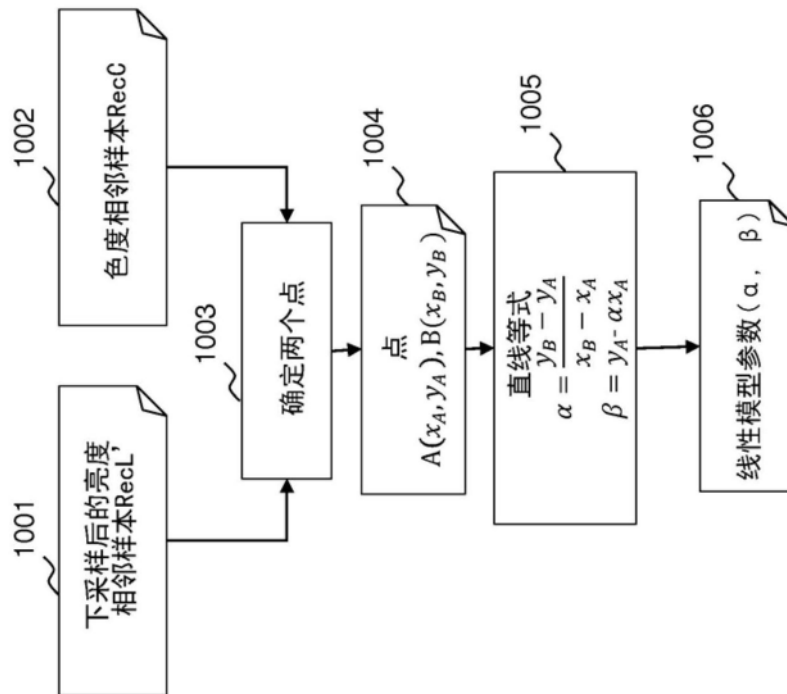 1001
下采样后的亮度
相邻样本RecL’
1002
色度相邻样本RecC
1003
确定两个点
1004
点
A(x_A, y_A), B(x_B, y_B)
1005
直线等式
α = \frac{y_B - y_A}{x_B - x_A}
β = y_A - αx_A
1006
线性模型参数(α, β)